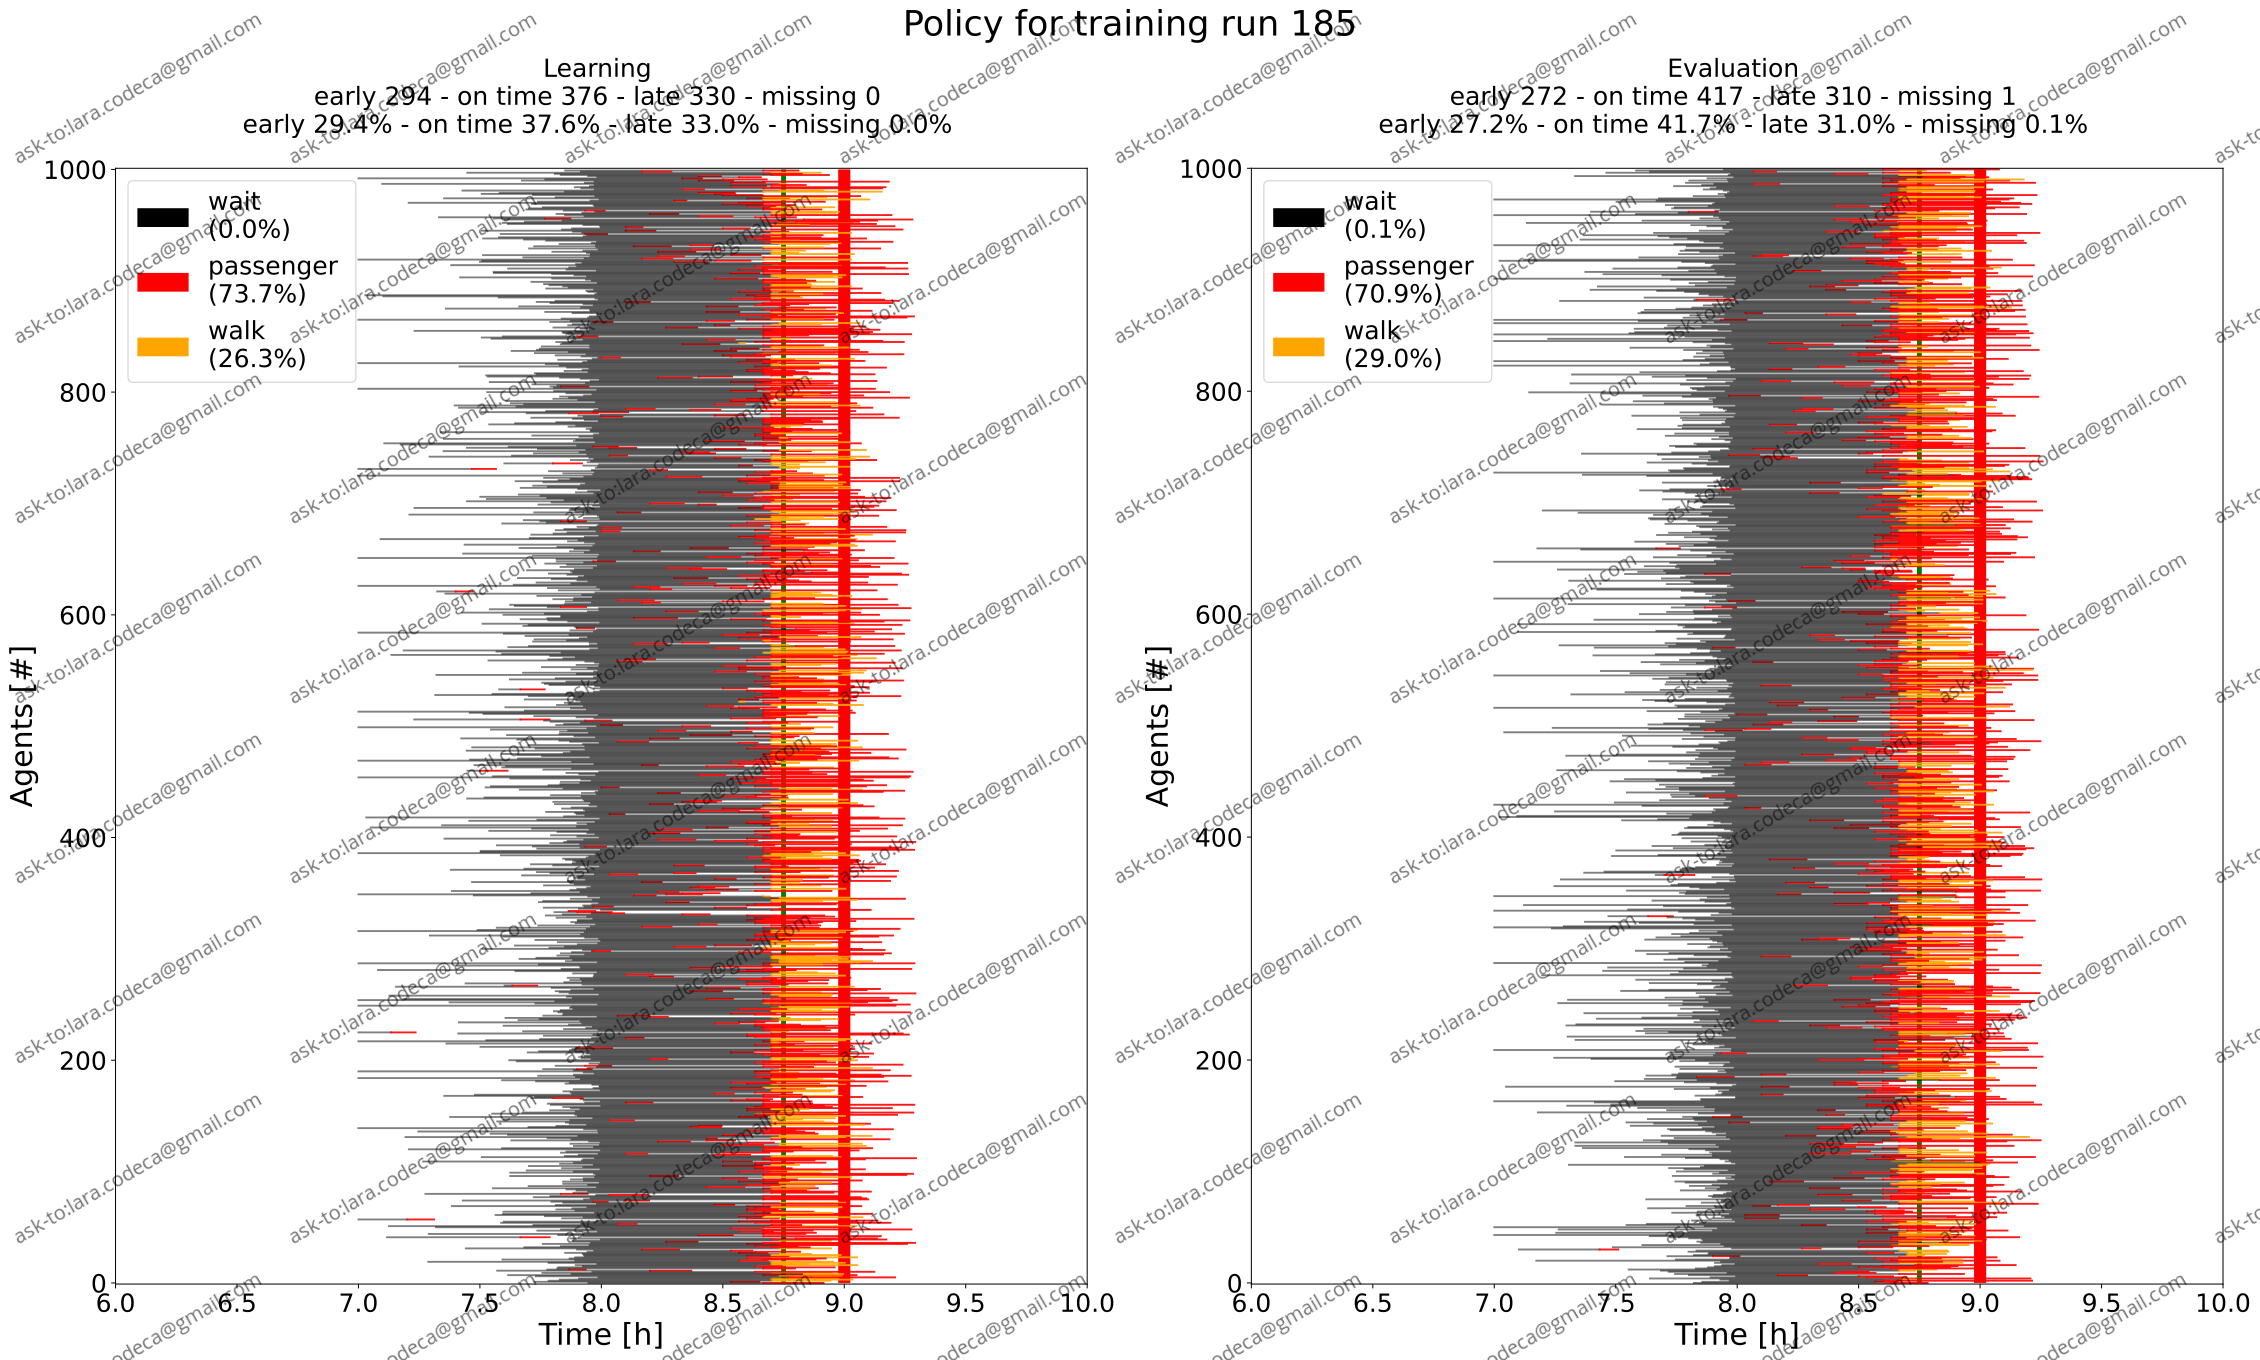 Policy for training run 185
Learning
early 294 - on time 376 - late 330 - missing 0
early 29.4% - on time 37.6% - late 33.0% - missing 0.0%
1000
800
600
400
200
0
Agents [#]
wait
(0.0%)
passenger
(73.7%)
walk
(26.3%)
6.0 6.5 7.0 7.5 8.0 8.5 9.0 9.5 10.0
Time [h]
Evaluation
early 272 - on time 417 - late 310 - missing 1
early 27.2% - on time 41.7% - late 31.0% - missing 0.1%
1000
800
600
400
200
0
Agents [#]
wait
(0.1%)
passenger
(70.9%)
walk
(29.0%)
6.0 6.5 7.0 7.5 8.0 8.5 9.0 9.5 10.0
Time [h]
ask-to:lara.codeca@gmail.com